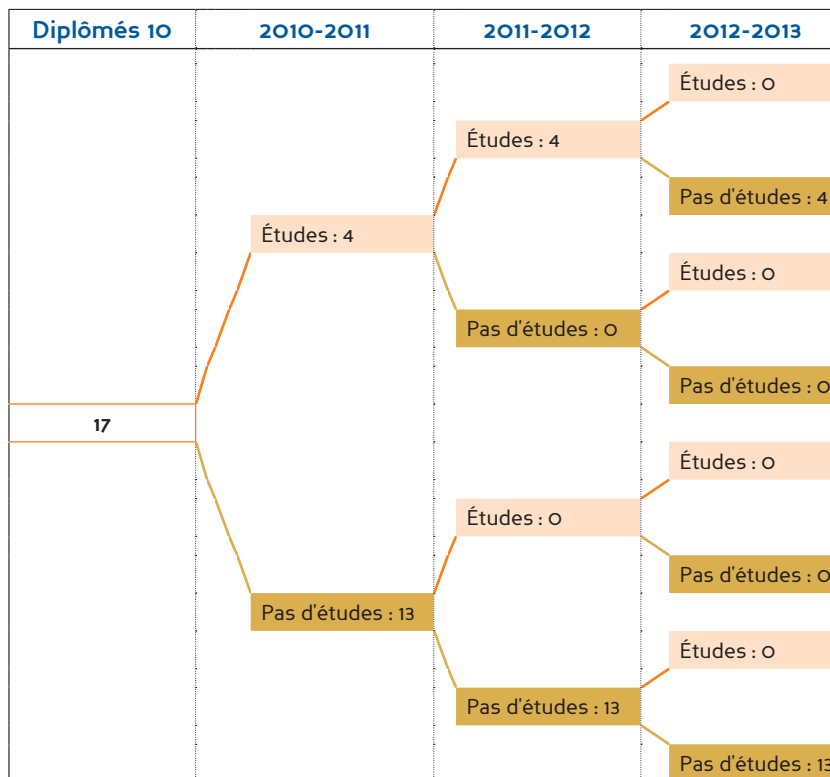 Diplômés 10 2010-2011 2011-2012 2012-2013
Études : 0
Études : 4
Pas d'études : 4
Études : 4
Études : 0
Pas d'études : 0
Pas d'études : 0
17
Études : 0
Études : 0
Pas d'études : 0
Pas d'études : 13
Études : 0
Pas d'études : 13
Pas d'études : 13